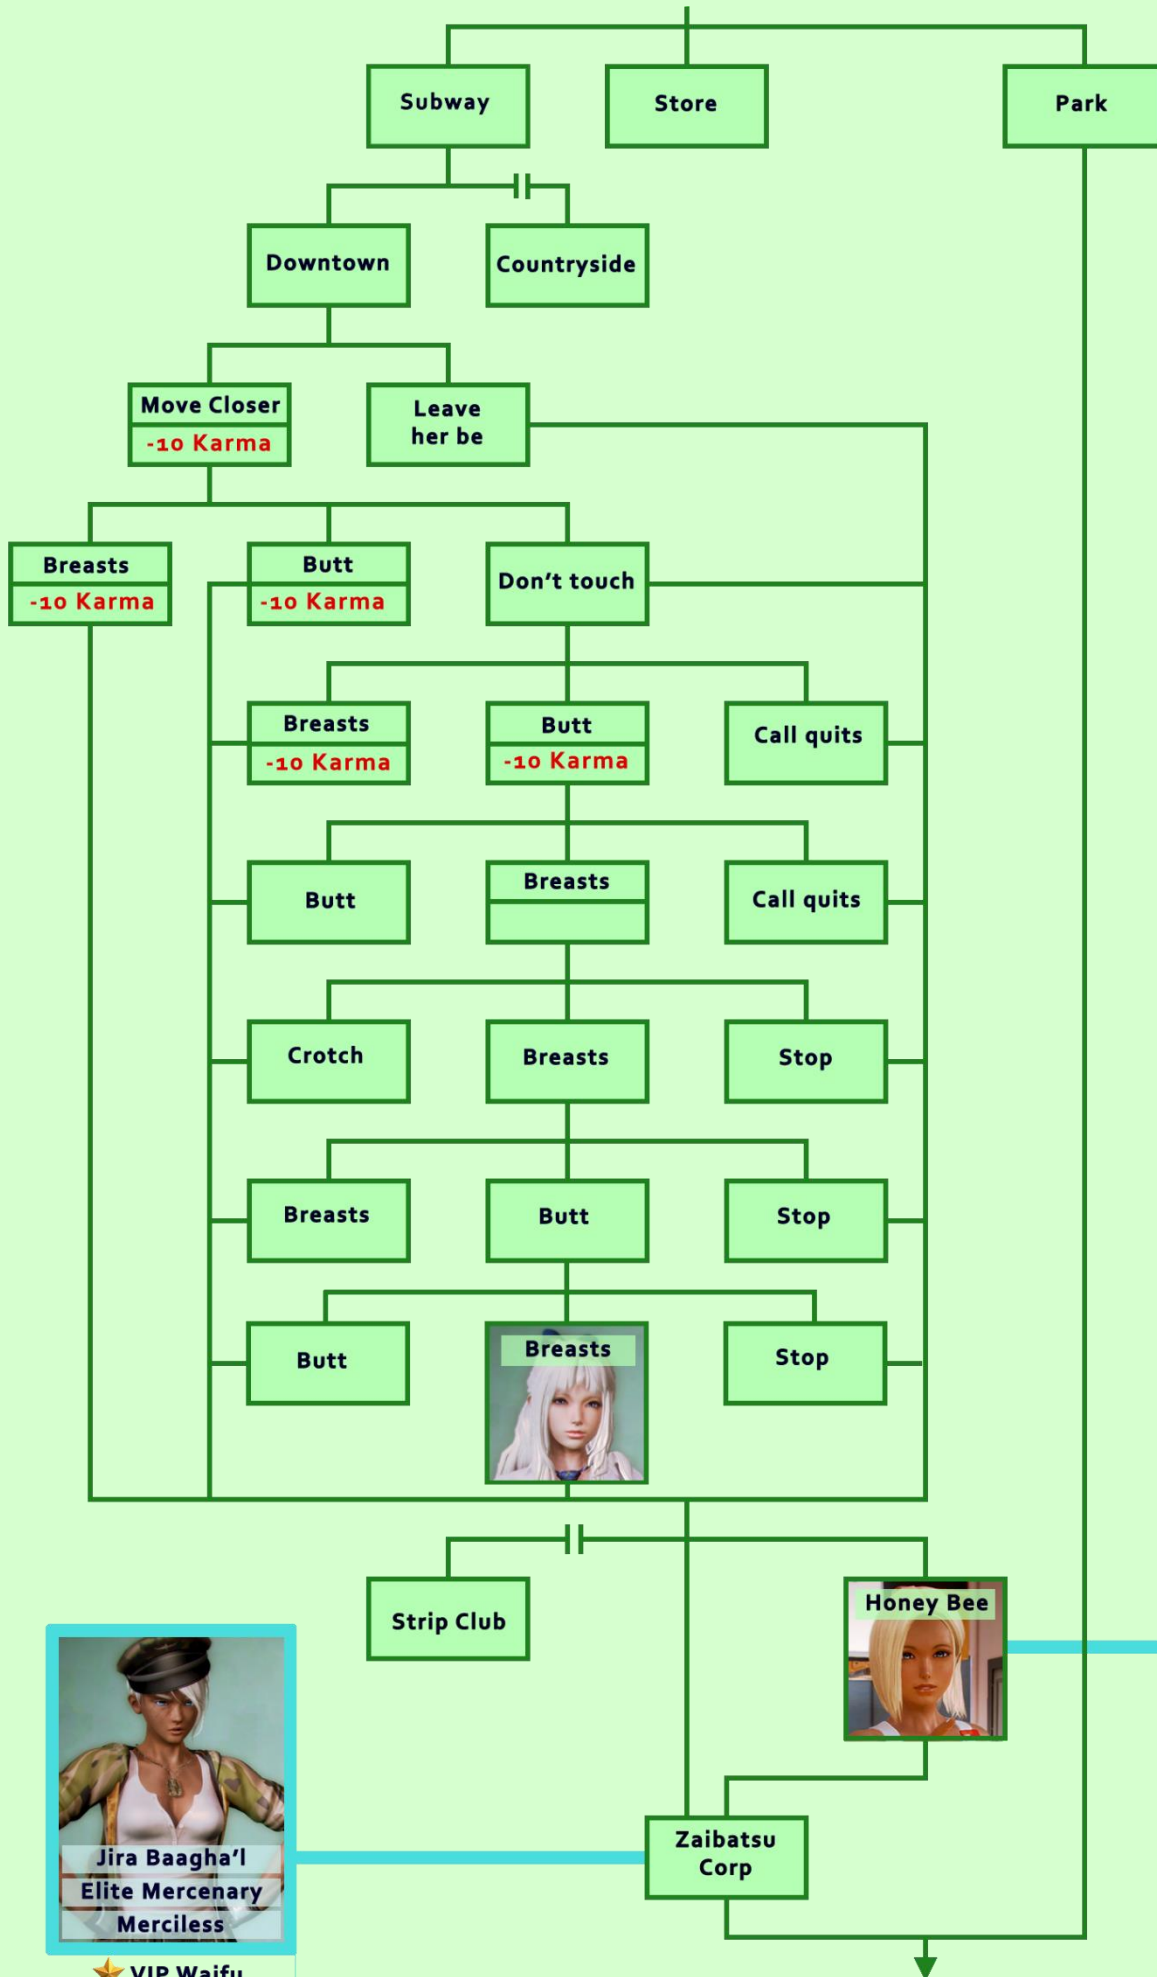 Subway
Store
Park
Downtown
Countryside
Move Closer
-10 Karma
Leave
her be
Breasts
-10 Karma
Butt
-10 Karma
Don't touch
Breasts
-10 Karma
Butt
-10 Karma
Call quits
Butt
Breasts
Call quits
Crotch
Breasts
Stop
Breasts
Butt
Stop
Butt
Breasts
Stop
Strip Club
Honey Bee
Zaibatsu
Corp
Jira Baagha'l
Elite Mercenary
Merciless
VIP Waifu